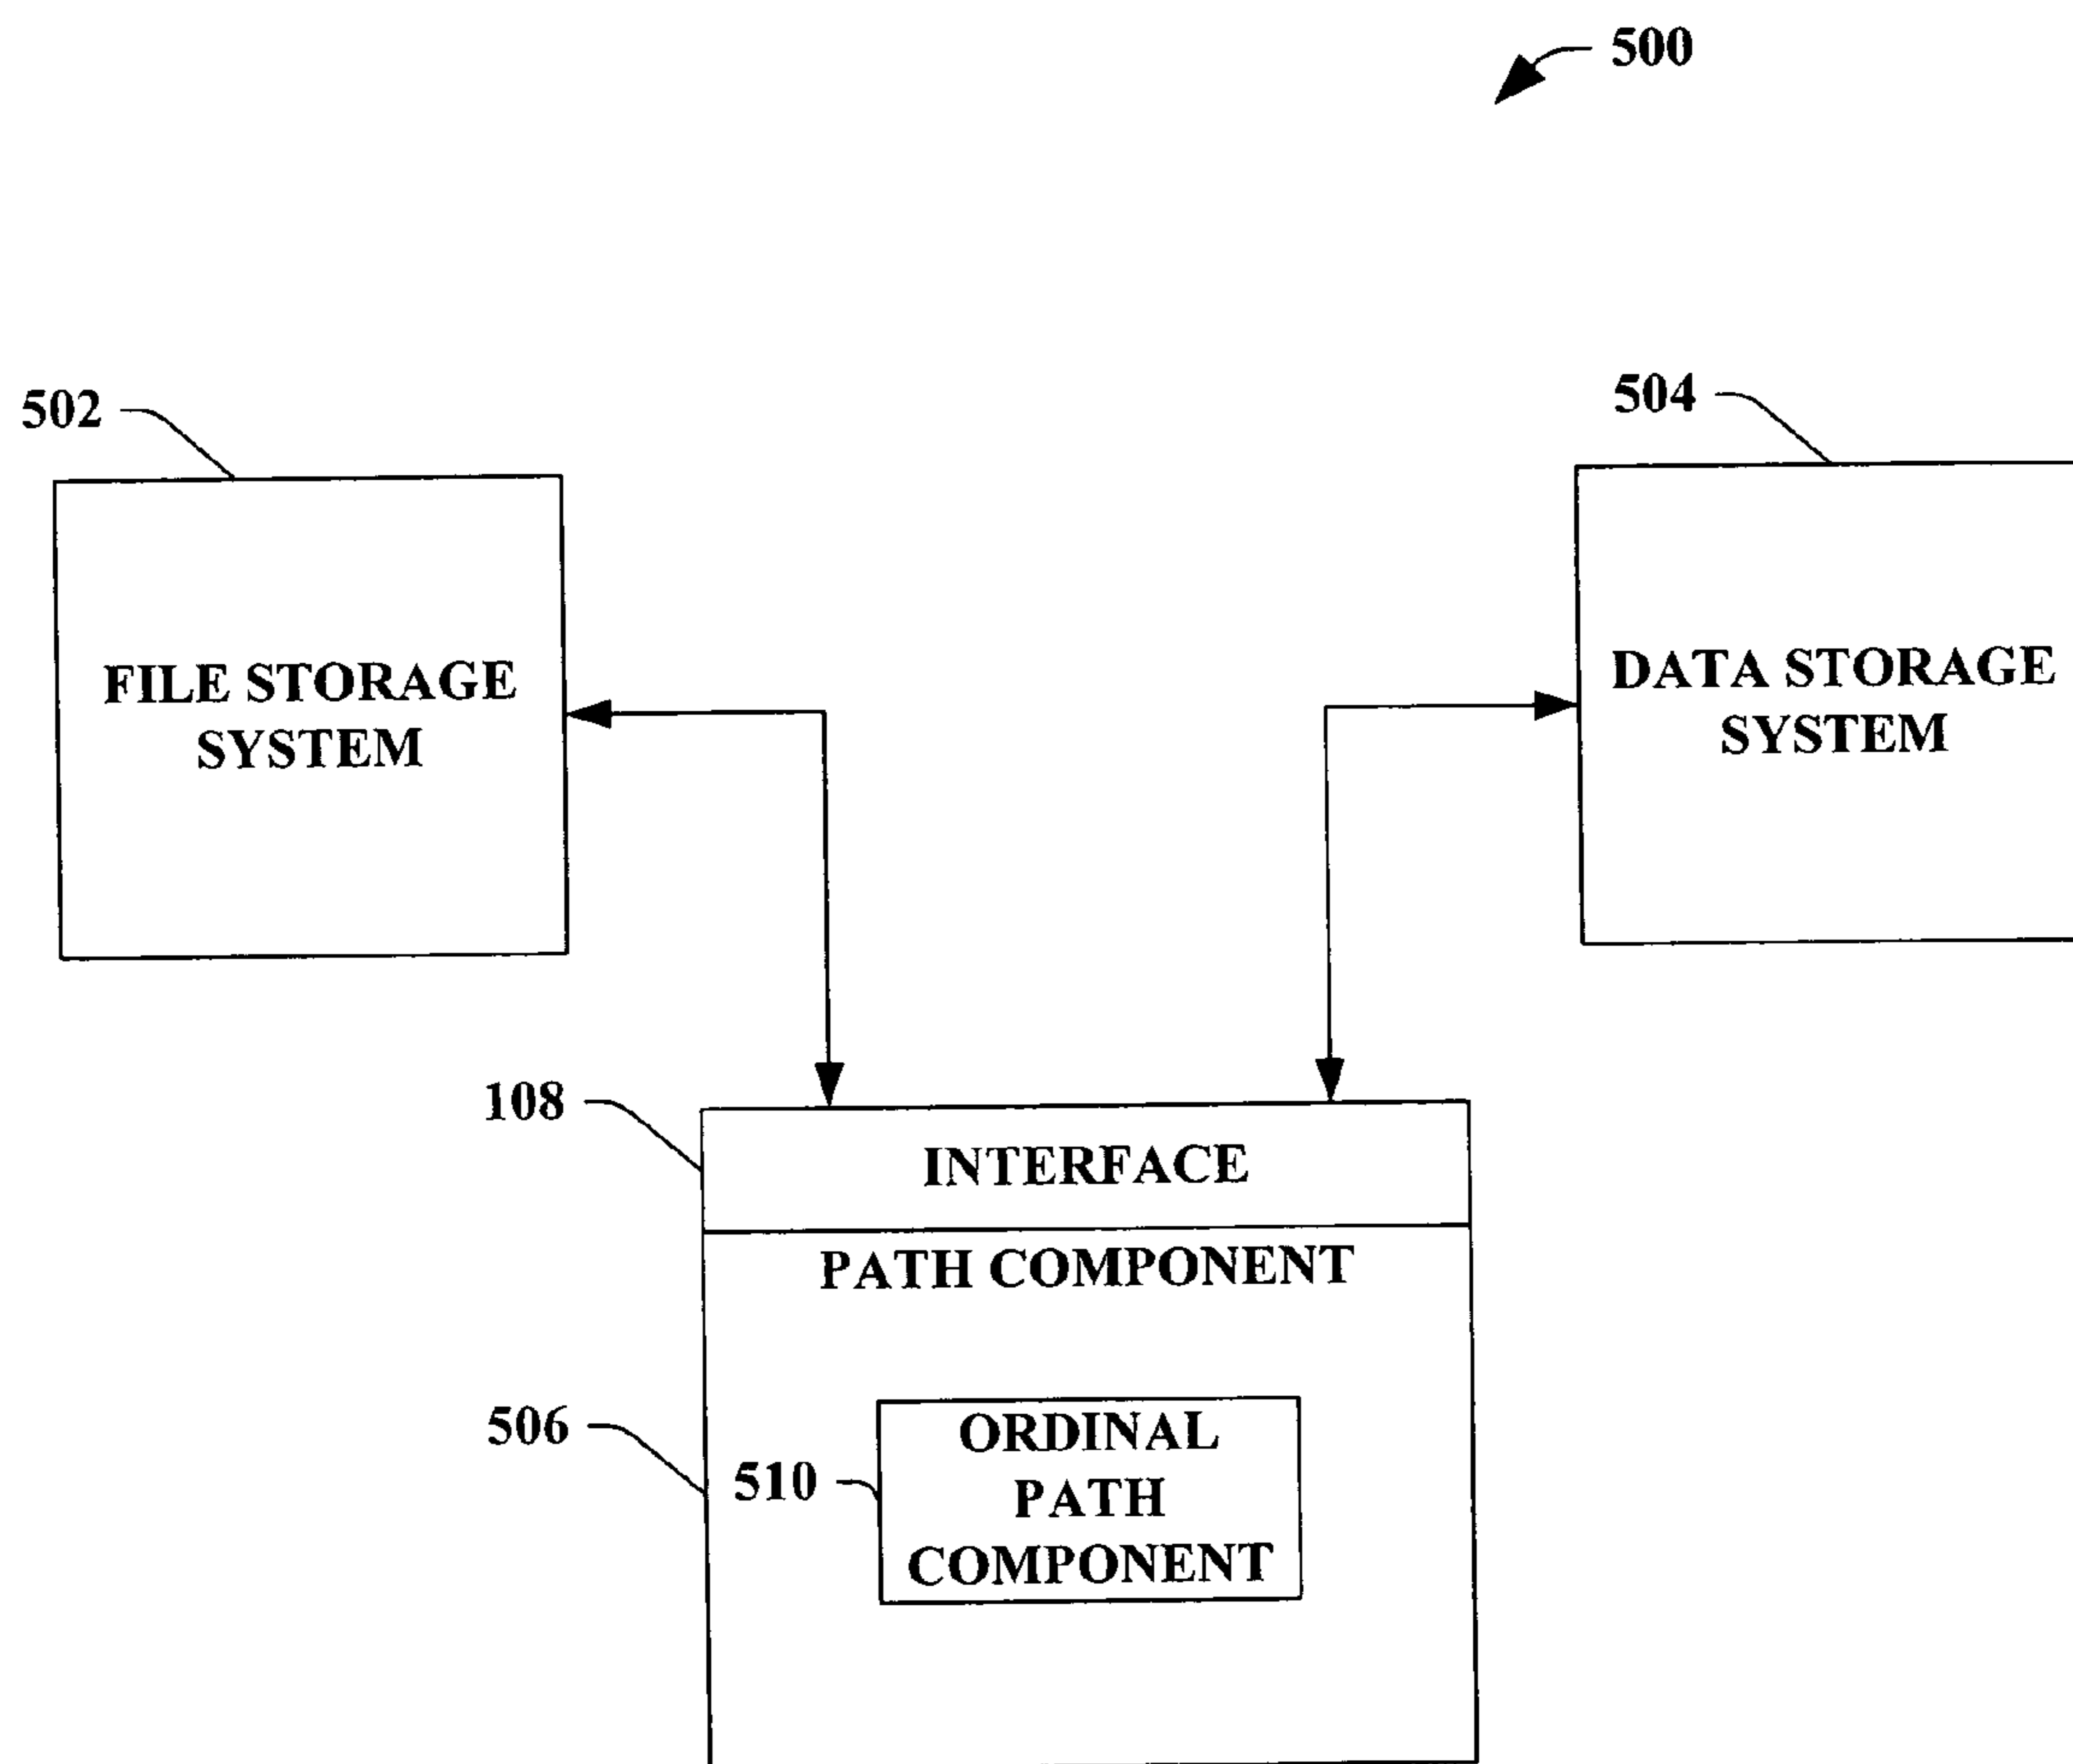 500
502
504
FILE STORAGE
SYSTEM
DATA STORAGE
SYSTEM
108
INTERFACE
PATH COMPONENT
506
510
ORDINAL
PATH
COMPONENT